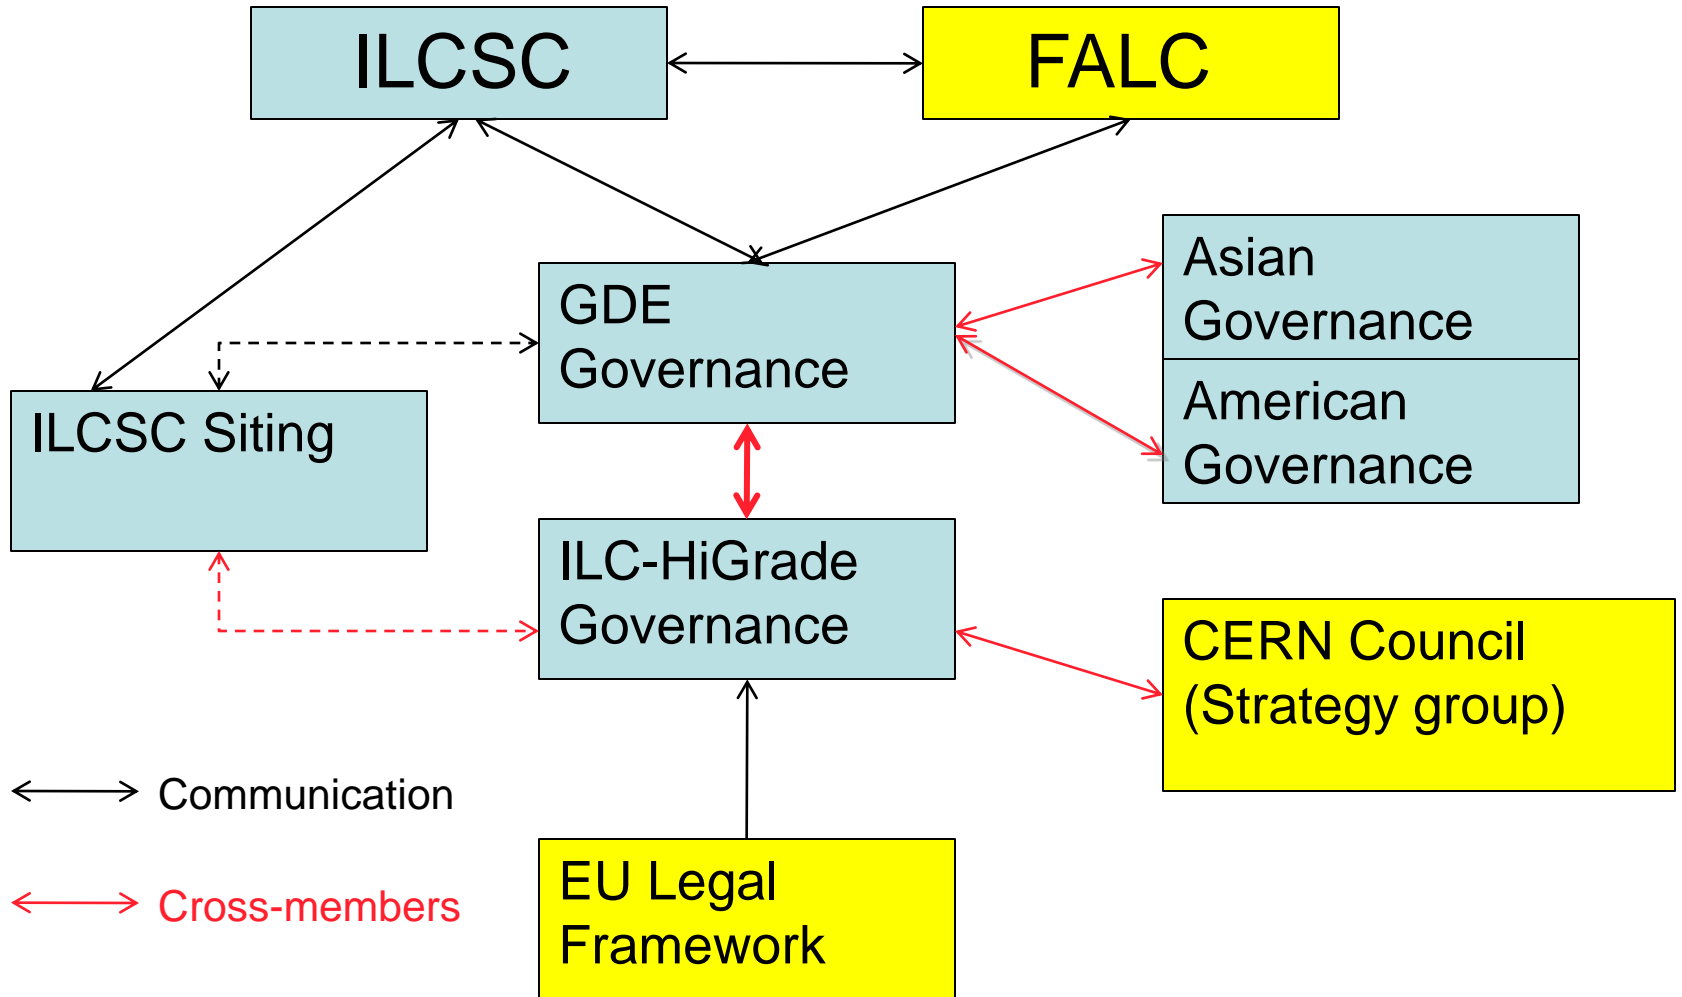 ILCSC
FALC
GDE
Governance
Asian
Governance
American
Governance
ILCSC Siting
ILC-HiGrade
Governance
CERN Council
(Strategy group)
Communication
Cross-members
EU Legal
Framework